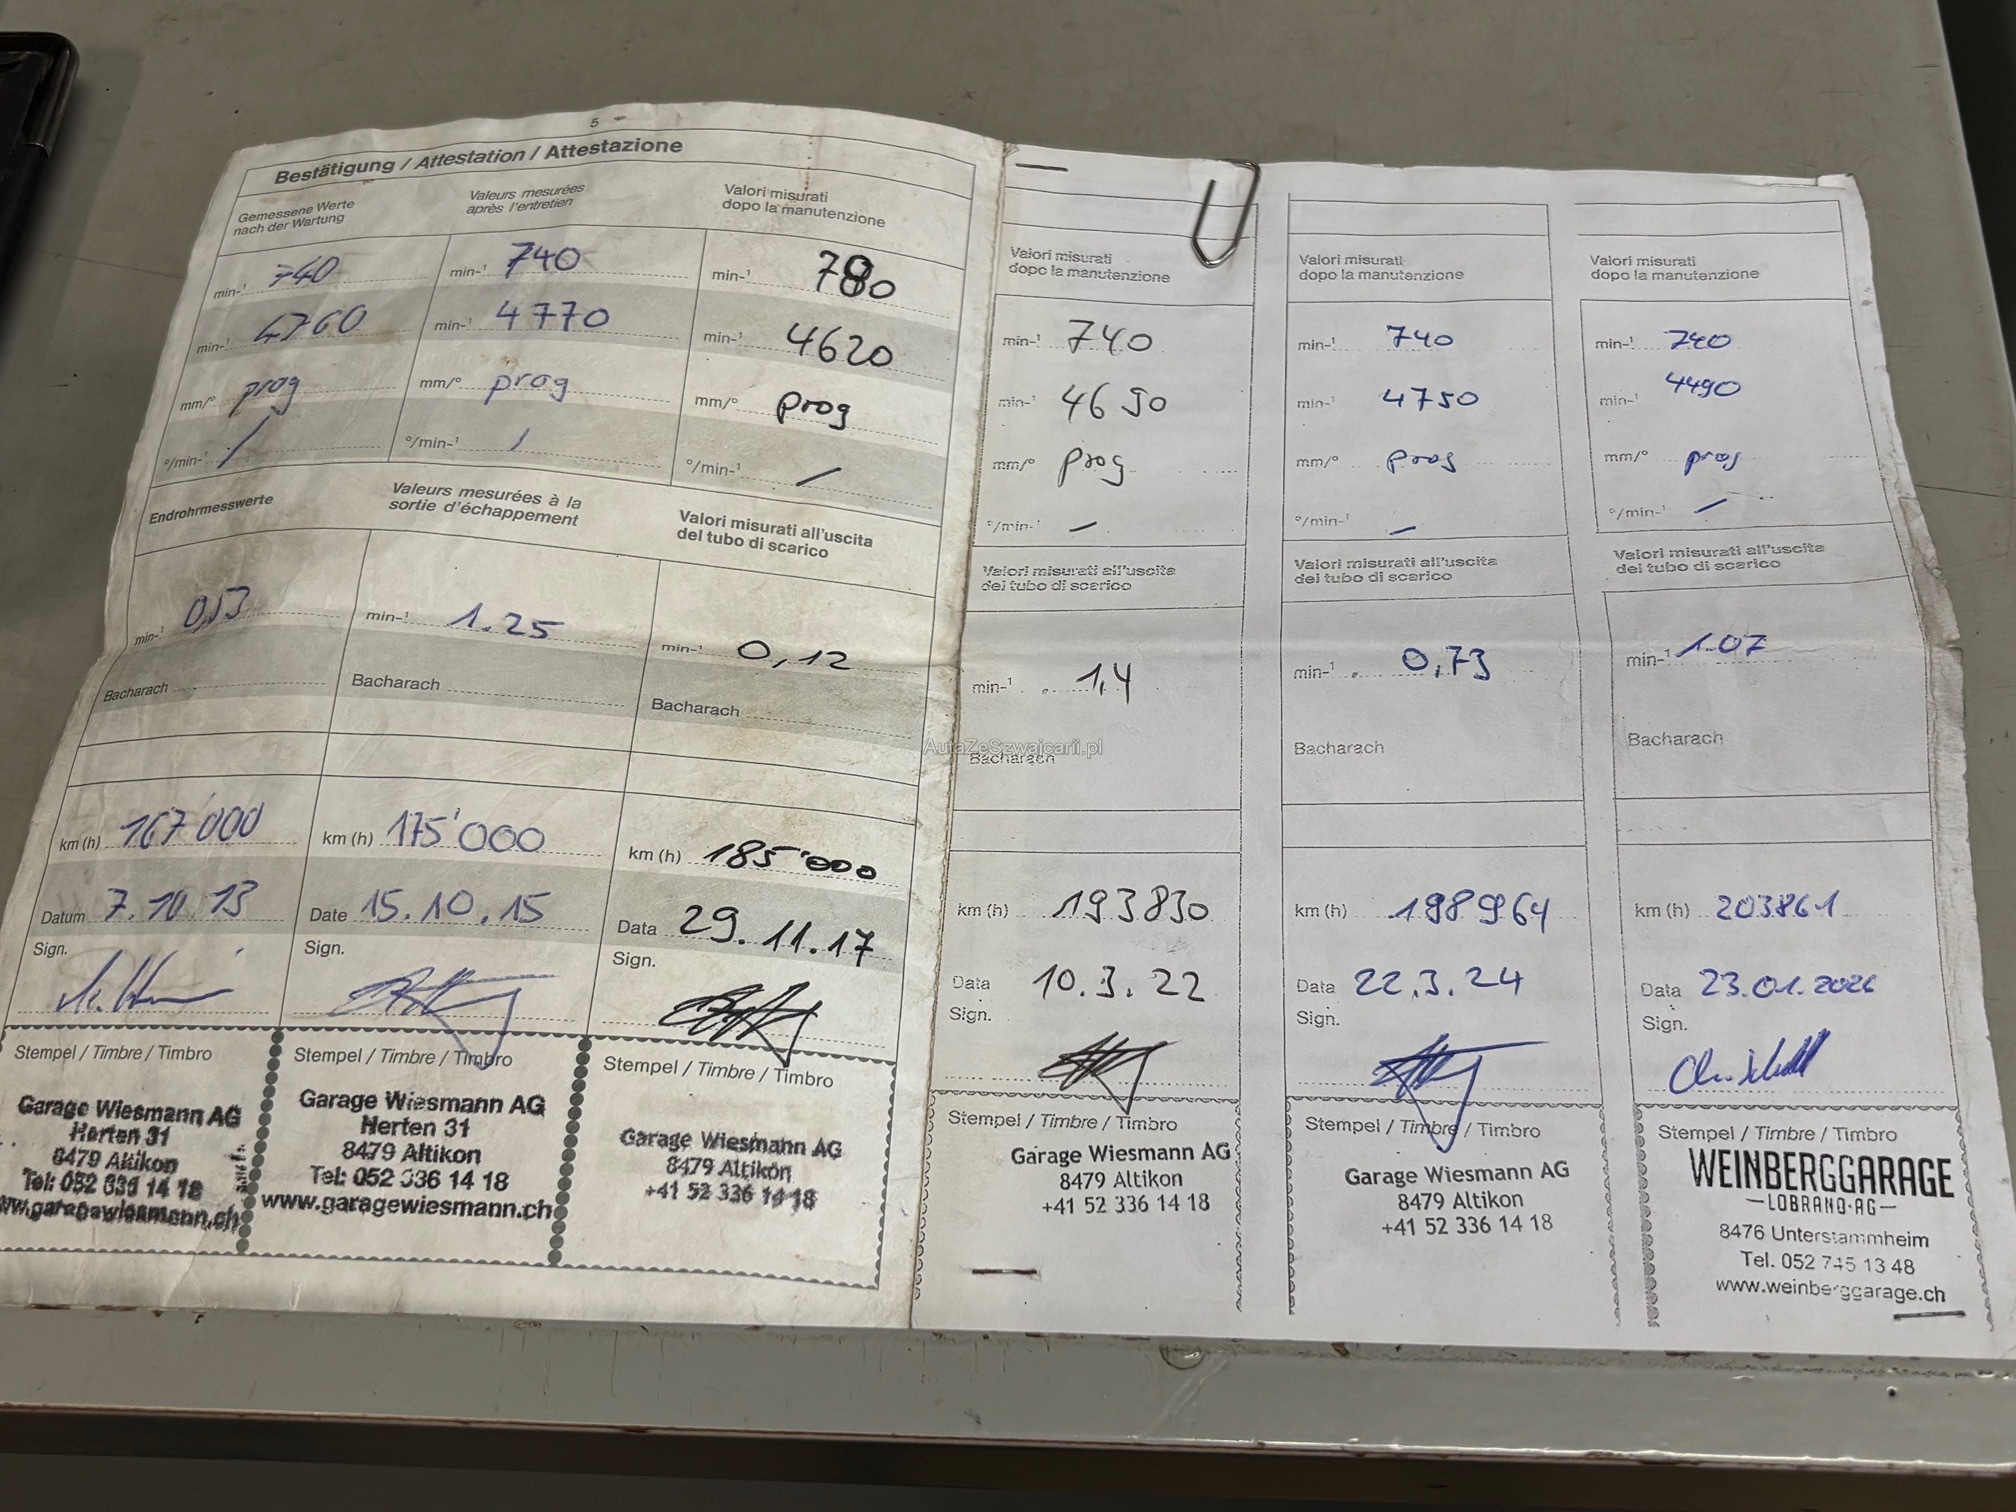 5
Bestätigung / Attestation / Attestazione
Gemessene Werte
nach der Wartung
min-¹ 740
min-¹ 4760
mm/° prog
°/min-¹ /
Endrohrmesswerte
min-¹
Bacharach
km (h) 167'000
Datum 7.10.13
Sign.
Stempel / Timbre / Timbro
Garage Wiesmann AG
Herten 31
8479 Altikon
Tel: 052 336 14 18
www.garagewiesmann.ch
Valeurs mesurées
après l'entretien
min-¹ 740
min-¹ 4770
mm/° prog
°/min-¹ /
Valeurs mesurées à la
sortie d'échappement
min-¹ 1.25
Bacharach
km (h) 175'000
Date 15.10.15
Sign.
Stempel / Timbre / Timbro
Garage Wiesmann AG
Herten 31
8479 Altikon
Tel: 052 336 14 18
www.garagewiesmann.ch
Valori misurati
dopo la manutenzione
min-¹
min-¹ 4620
mm/° prog
°/min-¹ /
Valori misurati all'uscita
del tubo di scarico
min-¹ 0,12
Bacharach
km (h) 185'000
Data 29.11.17
Sign.
Stempel / Timbre / Timbro
Garage Wiesmann AG
8479 Altikon
+41 52 336 14 18
Valori misurati
dopo la manutenzione
min-¹ 740
min-¹ 4690
mm/° prog
°/min-¹ /
Valori misurati all'uscita
del tubo di scarico
min-¹ 1,4
AutaZeSzwajcarii.pl
Bacharach
km (h) 193830
Data 10.3.22
Sign.
Stempel / Timbre / Timbro
Garage Wiesmann AG
8479 Altikon
+41 52 336 14 18
Valori misurati
dopo la manutenzione
min-¹ 740
min-¹ 4750
mm/° prog
°/min-¹ /
Valori misurati all'uscita
del tubo di scarico
min-¹ 0,73
Bacharach
km (h) 198964
Data 22.3.24
Sign.
Stempel / Timbre / Timbro
Garage Wiesmann AG
8479 Altikon
+41 52 336 14 18
Valori misurati
dopo la manutenzione
min-¹ 740
min-¹ 4490
mm/° prog
°/min-¹ /
Valori misurati all'uscita
del tubo di scarico
min-¹ 1.07
Bacharach
km (h) 203861
Data 23.01.2026
Sign.
Stempel / Timbre / Timbro
WEINBERGGARAGE
LOBRANO·AG
8476 Unterstammheim
Tel. 052 745 13 48
www.weinberggarage.ch